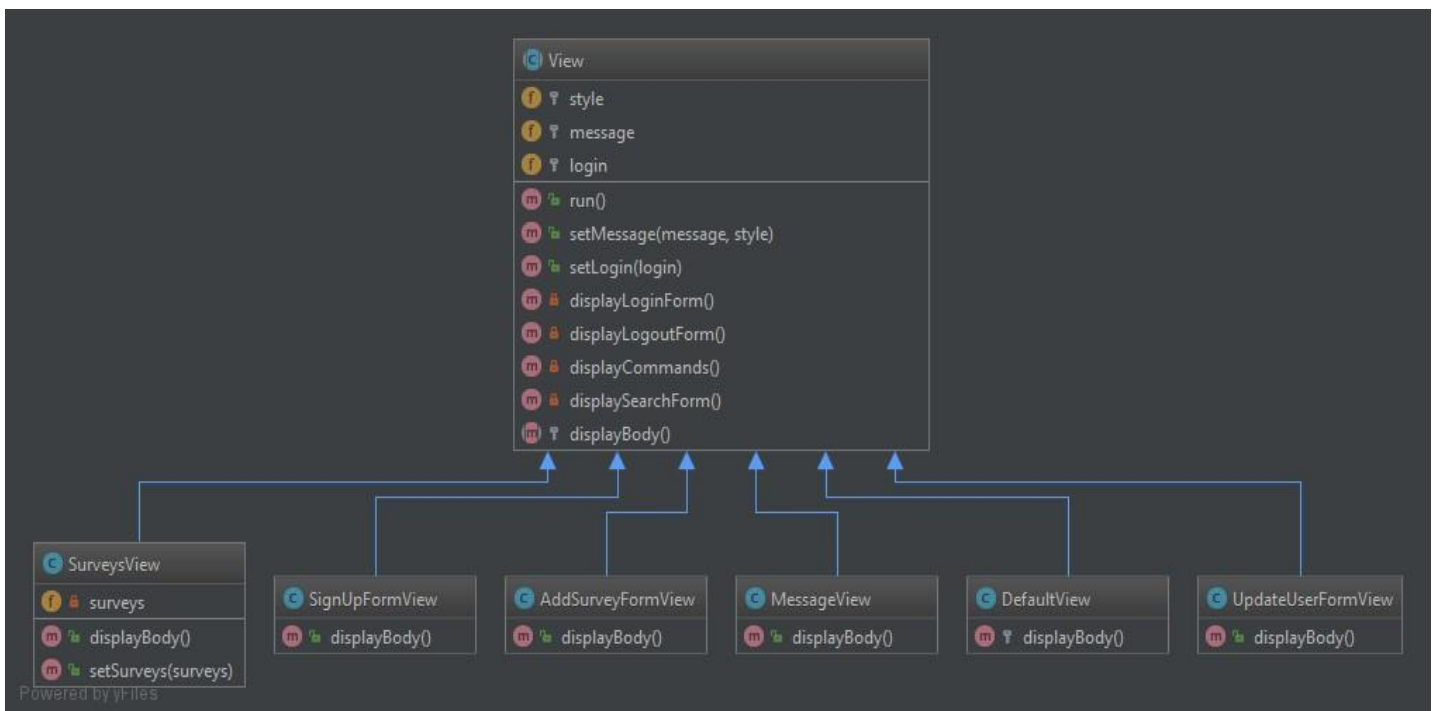 View
style
message
login
run()
setMessage(message, style)
setLogin(login)
displayLoginForm()
displayLogoutForm()
displayCommands()
displaySearchForm()
displayBody()
SurveysView
surveys
displayBody()
setSurveys(surveys)
SignUpFormView
displayBody()
AddSurveyFormView
displayBody()
MessageView
displayBody()
DefaultView
displayBody()
UpdateUserFormView
displayBody()
Powered by yFiles